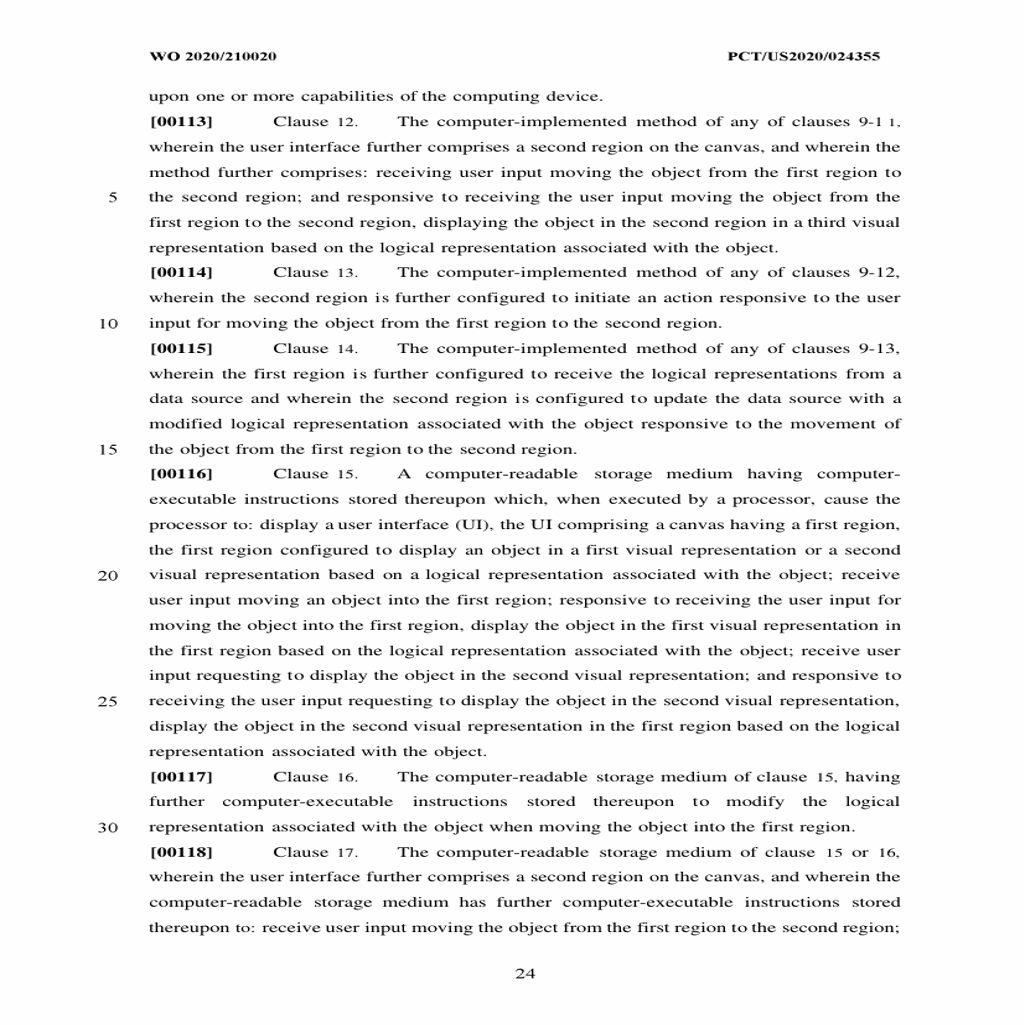 WO 2020/210020 PCT/US2020/024355
upon one or more capabilities of the computing device.
[00113] Clause 12. The computer-implemented method of any of clauses 9-1 1,
wherein the user interface further comprises a second region on the canvas, and wherein the
method further comprises: receiving user input moving the object from the first region to
5 the second region; and responsive to receiving the user input moving the object from the
first region to the second region, displaying the object in the second region in a third visual
representation based on the logical representation associated with the object.
[00114] Clause 13. The computer-implemented method of any of clauses 9-12,
wherein the second region is further configured to initiate an action responsive to the user
10 input for moving the object from the first region to the second region.
[00115] Clause 14. The computer-implemented method of any of clauses 9-13,
wherein the first region is further configured to receive the logical representations from a
data source and wherein the second region is configured to update the data source with a
modified logical representation associated with the object responsive to the movement of
15 the object from the first region to the second region.
[00116] Clause 15. A computer-readable storage medium having computer-
executable instructions stored thereupon which, when executed by a processor, cause the
processor to: display a user interface (UI), the UI comprising a canvas having a first region,
the first region configured to display an object in a first visual representation or a second
20 visual representation based on a logical representation associated with the object; receive
user input moving an object into the first region; responsive to receiving the user input for
moving the object into the first region, display the object in the first visual representation in
the first region based on the logical representation associated with the object; receive user
input requesting to display the object in the second visual representation; and responsive to
25 receiving the user input requesting to display the object in the second visual representation,
display the object in the second visual representation in the first region based on the logical
representation associated with the object.
[00117] Clause 16. The computer-readable storage medium of clause 15, having
further computer-executable instructions stored thereupon to modify the logical
30 representation associated with the object when moving the object into the first region.
[00118] Clause 17. The computer-readable storage medium of clause 15 or 16,
wherein the user interface further comprises a second region on the canvas, and wherein the
computer-readable storage medium has further computer-executable instructions stored
thereupon to: receive user input moving the object from the first region to the second region;
24